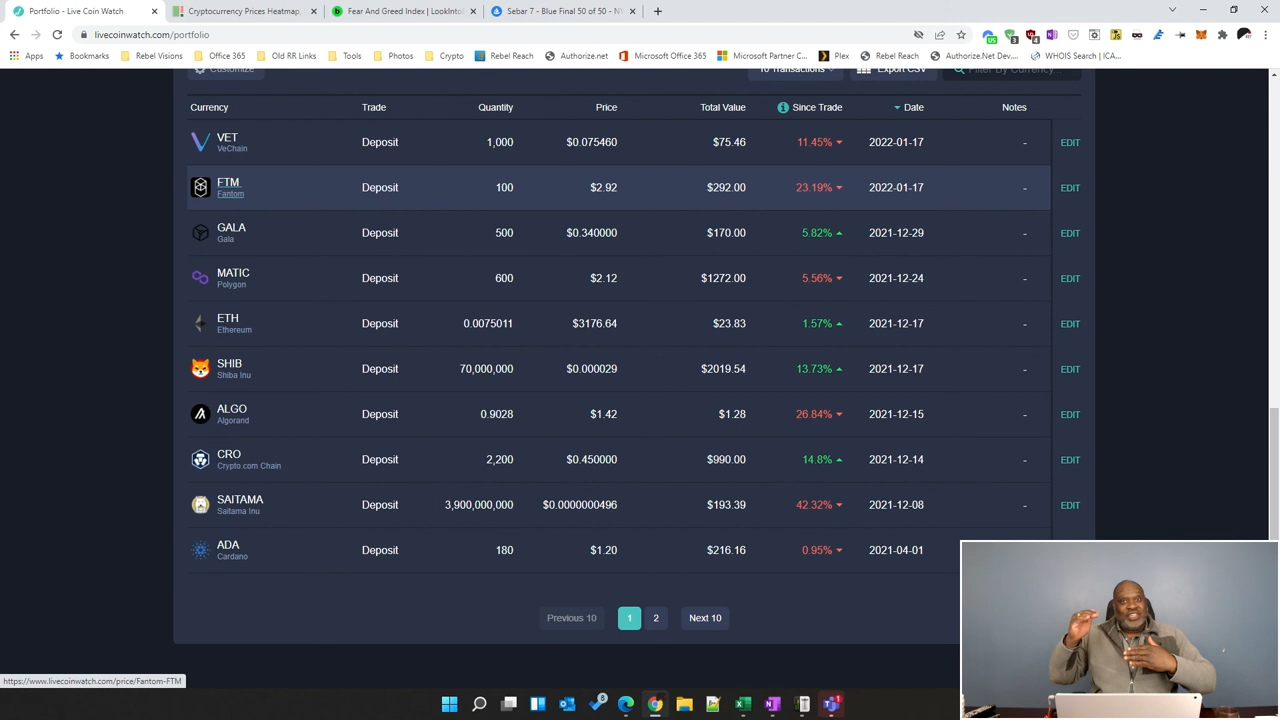 Portfolio - Live Coin Watch
Cryptocurrency Prices Heatmap,
Fear And Greed Index | LookInto
Sebar 7 - Blue Final 50 of 50 - NV
livecoinwatch.com/portfolio
Apps
Bookmarks
Rebel Visions
Office 365
Old RR Links
Tools
Photos
Crypto
Rebel Reach
Authorize.net
Microsoft Office 365
Microsoft Partner C...
Plex
Rebel Reach
Authorize.Net Dev....
WHOIS Search | ICA...
Customize
10 Transactions
Export CSV
Filter By Currency...
Currency Trade Quantity Price Total Value Since Trade Date Notes
VET Deposit 1,000 $0.075460 $75.46 11.45% 2022-01-17 - EDIT
VeChain
FTM Deposit 100 $2.92 $292.00 23.19% 2022-01-17 - EDIT
Fantom
GALA Deposit 500 $0.340000 $170.00 5.82% 2021-12-29 - EDIT
Gala
MATIC Deposit 600 $2.12 $1272.00 5.56% 2021-12-24 - EDIT
Polygon
ETH Deposit 0.0075011 $3176.64 $23.83 1.57% 2021-12-17 - EDIT
Ethereum
SHIB Deposit 70,000,000 $0.000029 $2019.54 13.73% 2021-12-17 - EDIT
Shiba Inu
ALGO Deposit 0.9028 $1.42 $1.28 26.84% 2021-12-15 - EDIT
Algorand
CRO Deposit 2,200 $0.450000 $990.00 14.8% 2021-12-14 - EDIT
Crypto.com Chain
SAITAMA Deposit 3,900,000,000 $0.0000000496 $193.39 42.32% 2021-12-08 - EDIT
Saitama Inu
ADA Deposit 180 $1.20 $216.16 0.95% 2021-04-01
Cardano
Previous 10 1 2 Next 10
https://www.livecoinwatch.com/price/Fantom-FTM